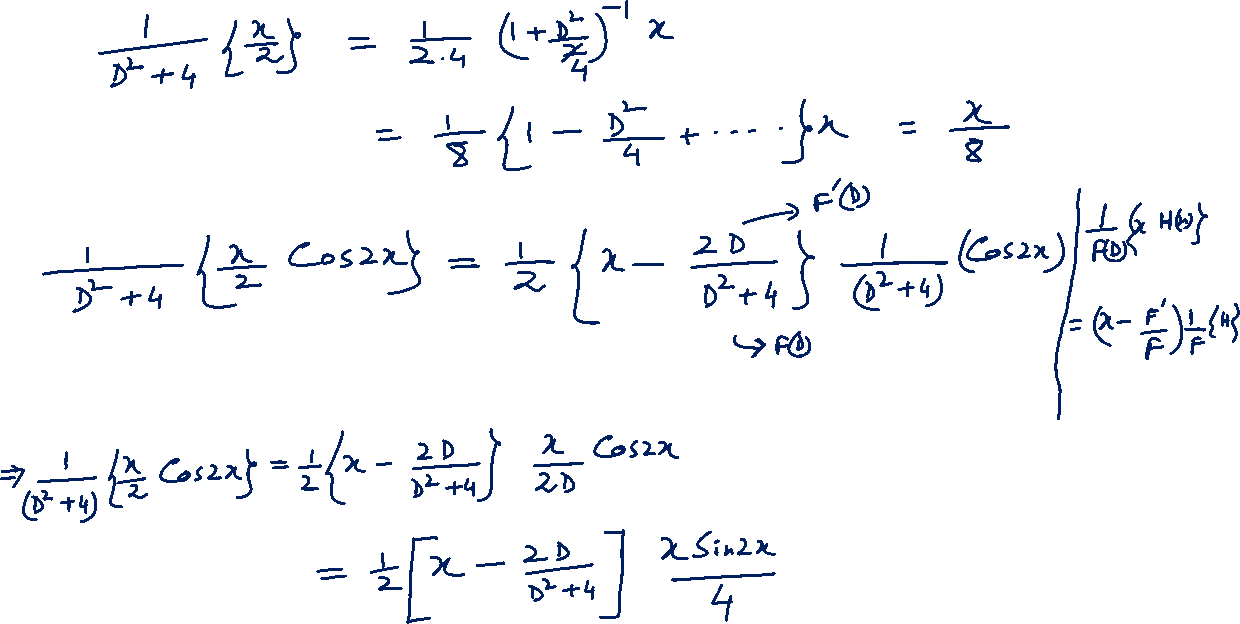 1/(D²+4) {x/2} = 1/(2.4) (1+D²/4)⁻¹ x
= 1/8 {1 − D²/4 + ····}x = x/8
1/(D²+4) {x/2 Cos2x} = 1/2 {x − 2D/(D²+4)} 1/(D²+4) (Cos2x) | 1/F(D) {x H(x)}
→ F'(D)
→ F(D)
= (x − F'/F) 1/F {H}
⇒ 1/(D²+4) {x/2 Cos2x} = 1/2 {x − 2D/(D²+4)} x/2D Cos2x
= 1/2 [x − 2D/(D²+4)] x Sin2x/4